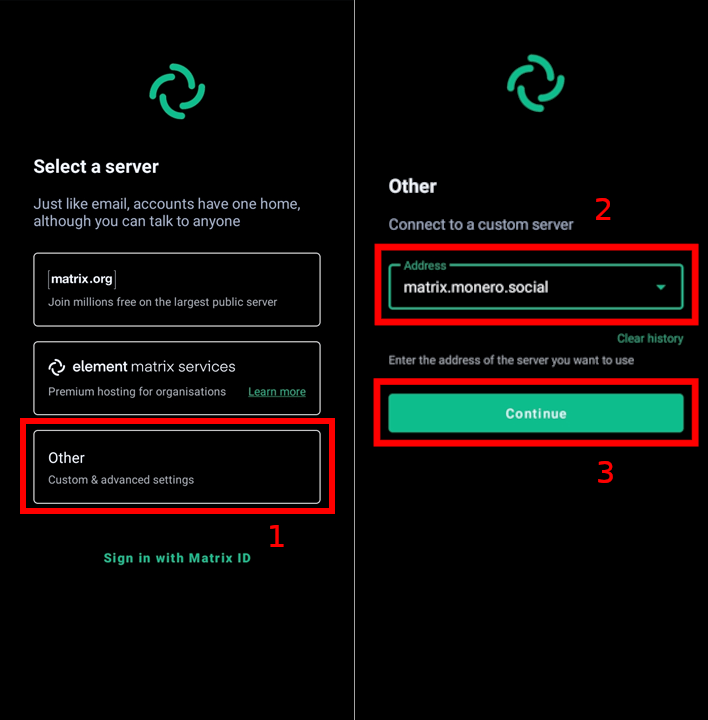 Select a server
Just like email, accounts have one home,
although you can talk to anyone
[matrix.org]
Join millions free on the largest public server
element matrix services
Premium hosting for organisations Learn more
Other
Custom & advanced settings
1
Sign in with Matrix ID
Other
2
Connect to a custom server
Address
matrix.monero.social
Clear history
Enter the address of the server you want to use
Continue
3